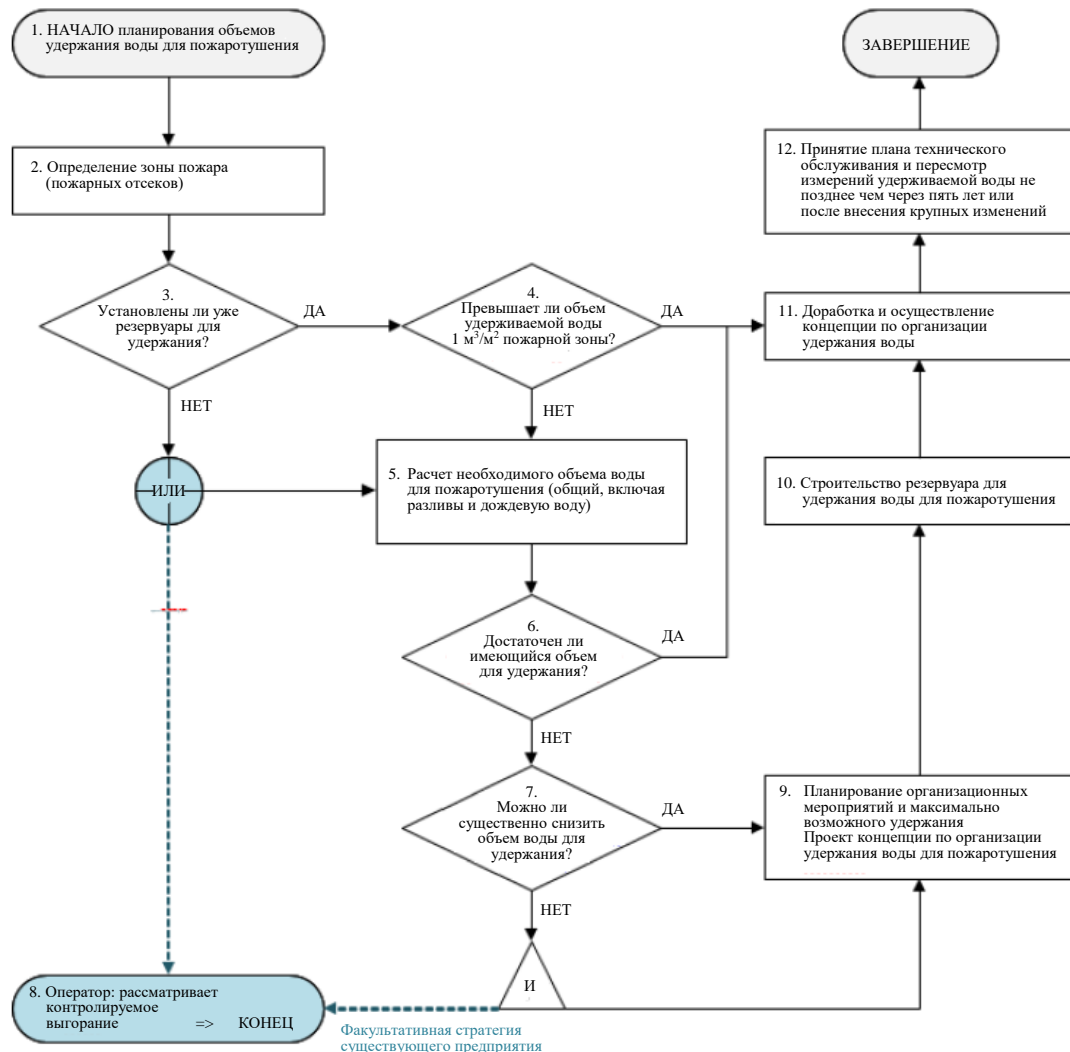 1. НАЧАЛО планирования объемов
удержания воды для пожаротушения
ЗАВЕРШЕНИЕ
2. Определение зоны пожара
(пожарных отсеков)
12. Принятие плана технического
обслуживания и пересмотр
измерений удерживаемой воды не
позднее чем через пять лет или
после внесения крупных изменений
3.
Установлены ли уже
резервуары для
удержания?
ДА
4.
Превышает ли объем
удерживаемой воды
1 м³/м² пожарной зоны?
ДА
11. Доработка и осуществление
концепции по организации
удержания воды
НЕТ
НЕТ
ИЛИ
5. Расчет необходимого объема воды
для пожаротушения (общий, включая
разливы и дождевую воду)
10. Строительство резервуара для
удержания воды для пожаротушения
6.
Достаточен ли
имеющийся объем
для удержания?
ДА
НЕТ
7.
Можно ли
существенно снизить
объем воды для
удержания?
ДА
9. Планирование организационных
мероприятий и максимально
возможного удержания
Проект концепции по организации
удержания воды для пожаротушения
НЕТ
И
8. Оператор: рассматривает
контролируемое
выгорание => КОНЕЦ
Факультативная стратегия
существующего предприятия